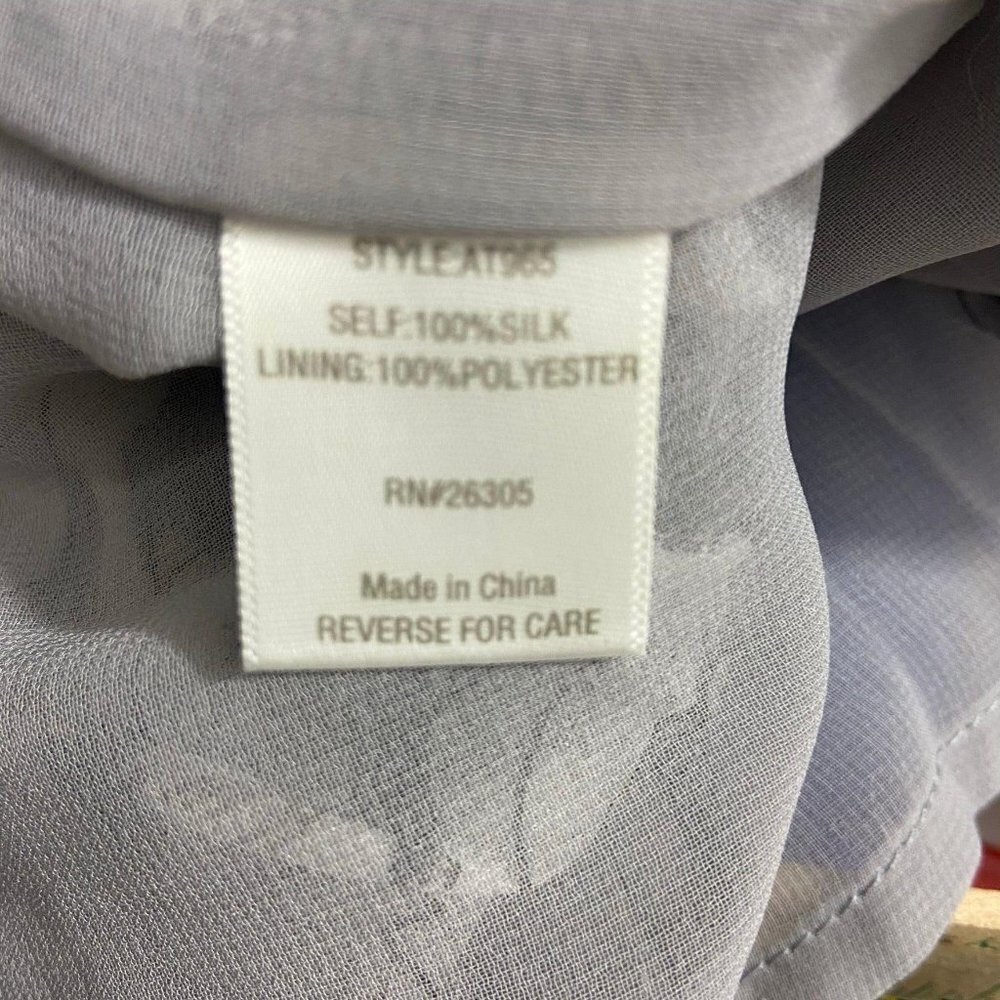 STYLE:AT965
SELF:100%SILK
LINING:100%POLYESTER
RN#26305
Made in China
REVERSE FOR CARE